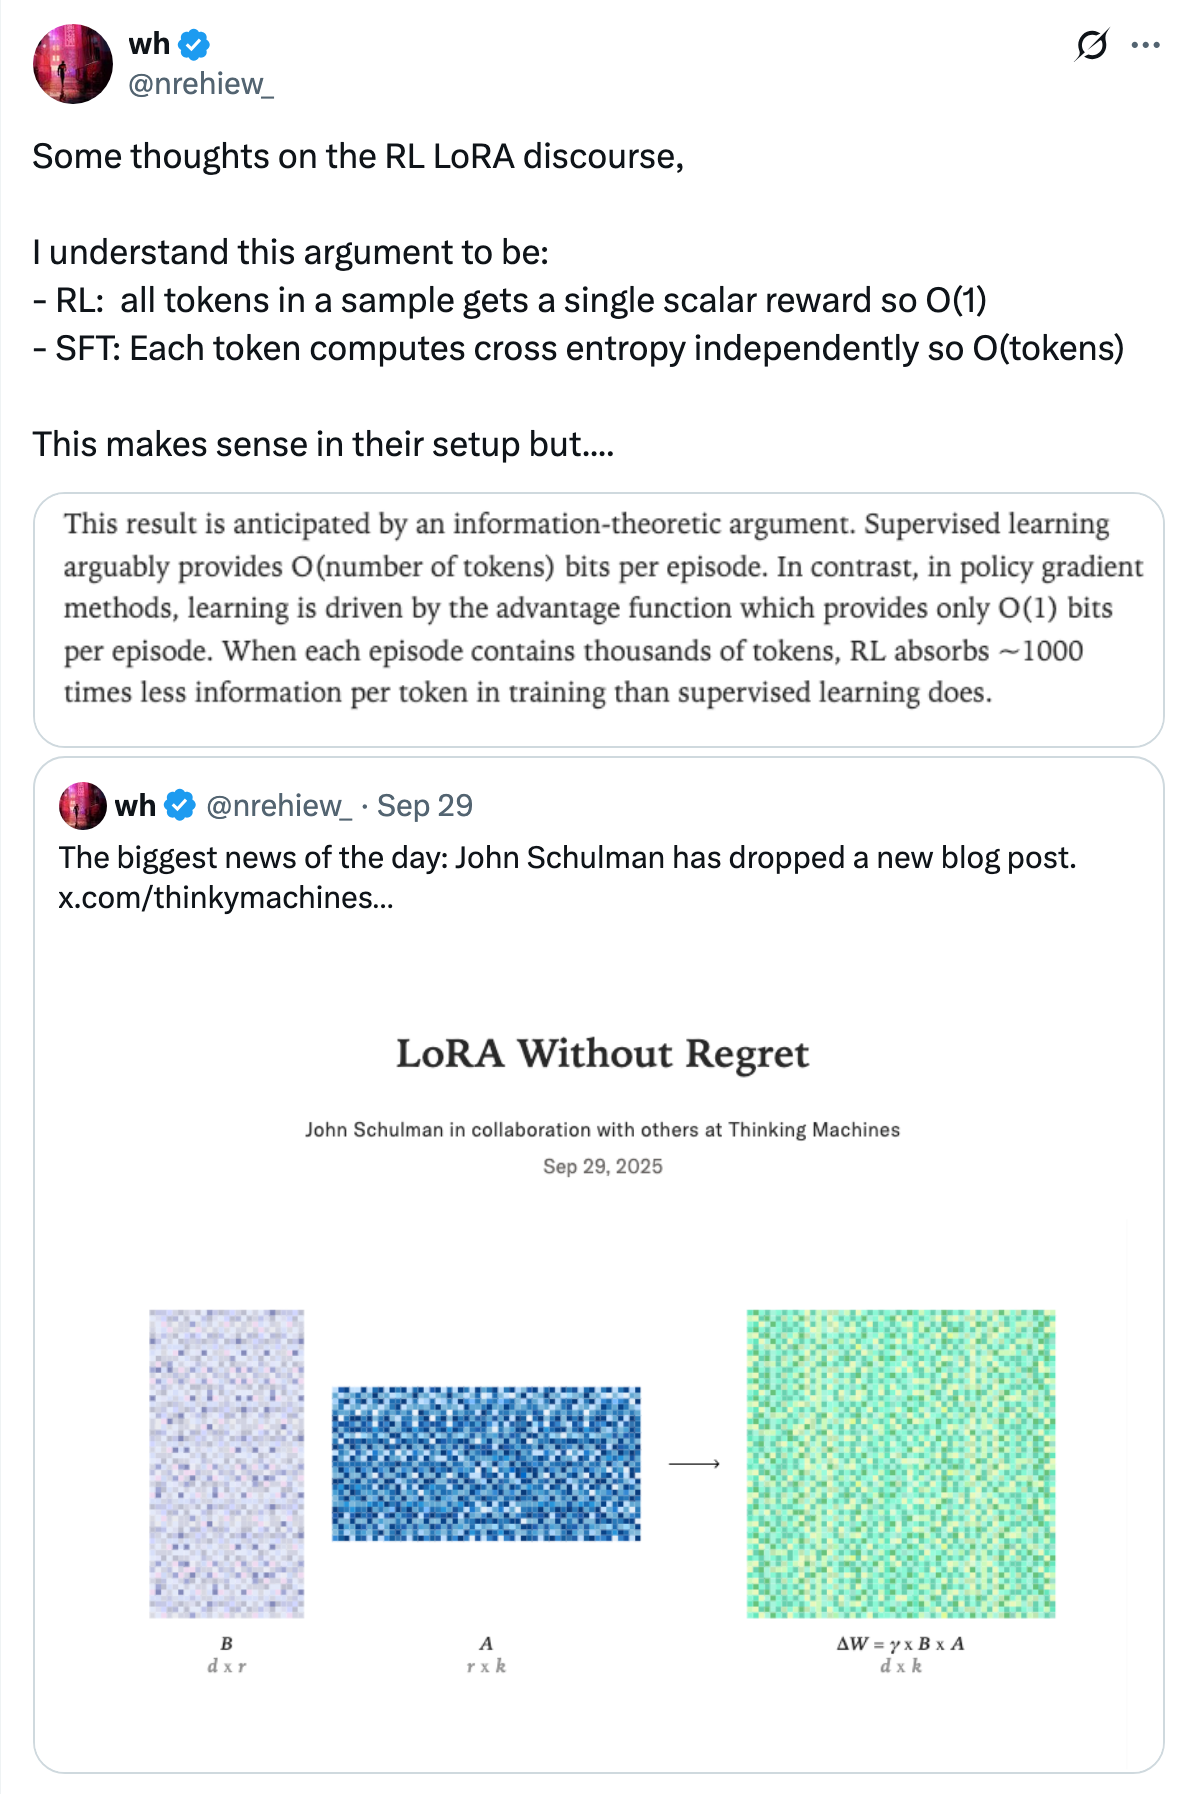 wh
@nrehiew_
Some thoughts on the RL LoRA discourse,
I understand this argument to be:
- RL:  all tokens in a sample gets a single scalar reward so O(1)
- SFT: Each token computes cross entropy independently so O(tokens)
This makes sense in their setup but....
This result is anticipated by an information-theoretic argument. Supervised learning
arguably provides O(number of tokens) bits per episode. In contrast, in policy gradient
methods, learning is driven by the advantage function which provides only O(1) bits
per episode. When each episode contains thousands of tokens, RL absorbs ~1000
times less information per token in training than supervised learning does.
wh @nrehiew_ · Sep 29
The biggest news of the day: John Schulman has dropped a new blog post.
x.com/thinkymachines...
LoRA Without Regret
John Schulman in collaboration with others at Thinking Machines
Sep 29, 2025
B
d x r
A
r x k
ΔW = γ x B x A
d x k